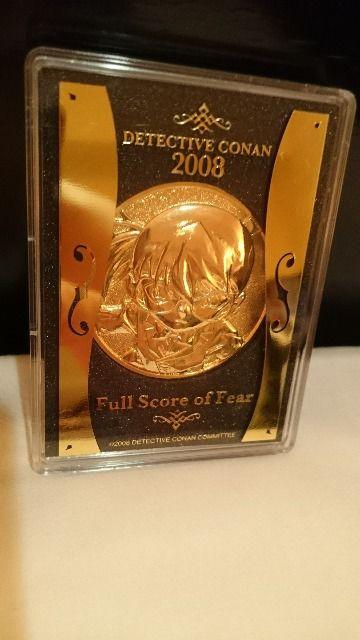 DETECTIVE CONAN
2008
Full Score of Fear
©2008 DETECTIVE CONAN COMMITTEE